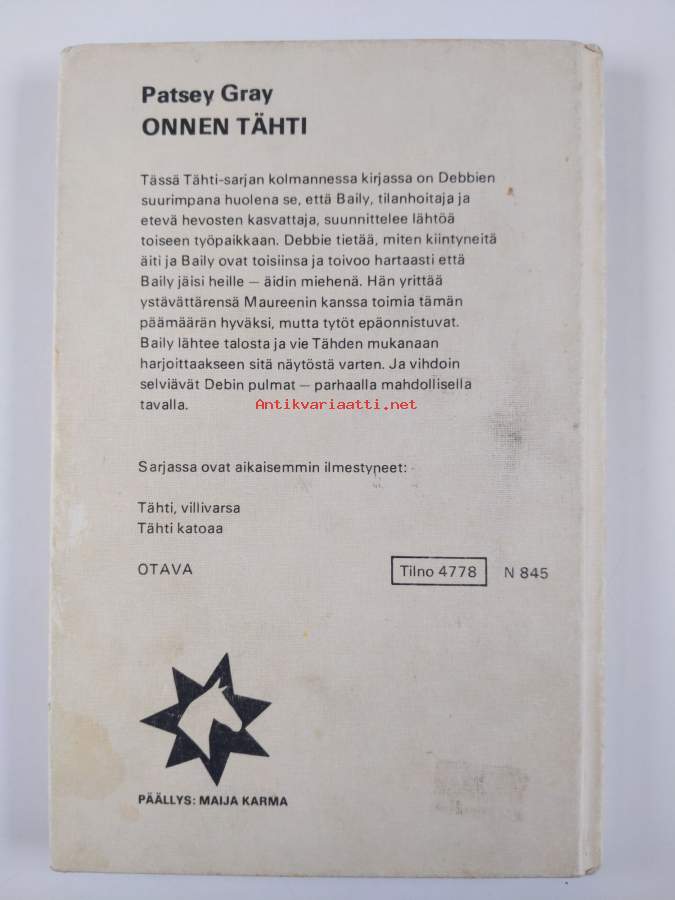 Patsey Gray
ONNEN TÄHTI
Tässä Tähti-sarjan kolmannessa kirjassa on Debbien
suurimpana huolena se, että Baily, tilanhoitaja ja
etevä hevosten kasvattaja, suunnittelee lähtöä
toiseen työpaikkaan. Debbie tietää, miten kiintyneitä
äiti ja Baily ovat toisiinsa ja toivoo hartaasti että
Baily jäisi heille – äidin miehenä. Hän yrittää
ystävättärensä Maureenin kanssa toimia tämän
päämäärän hyväksi, mutta tytöt epäonnistuvat.
Baily lähtee talosta ja vie Tähden mukanaan
harjoittaakseen sitä näytöstä varten. Ja vihdoin
selviävät Debin pulmat – parhaalla mahdollisella
tavalla.
Antikvariaatti.net
Sarjassa ovat aikaisemmin ilmestyneet:
Tähti, villivarsa
Tähti katoaa
OTAVA
Tilno 4778
N 845
PÄÄLLYS: MAIJA KARMA